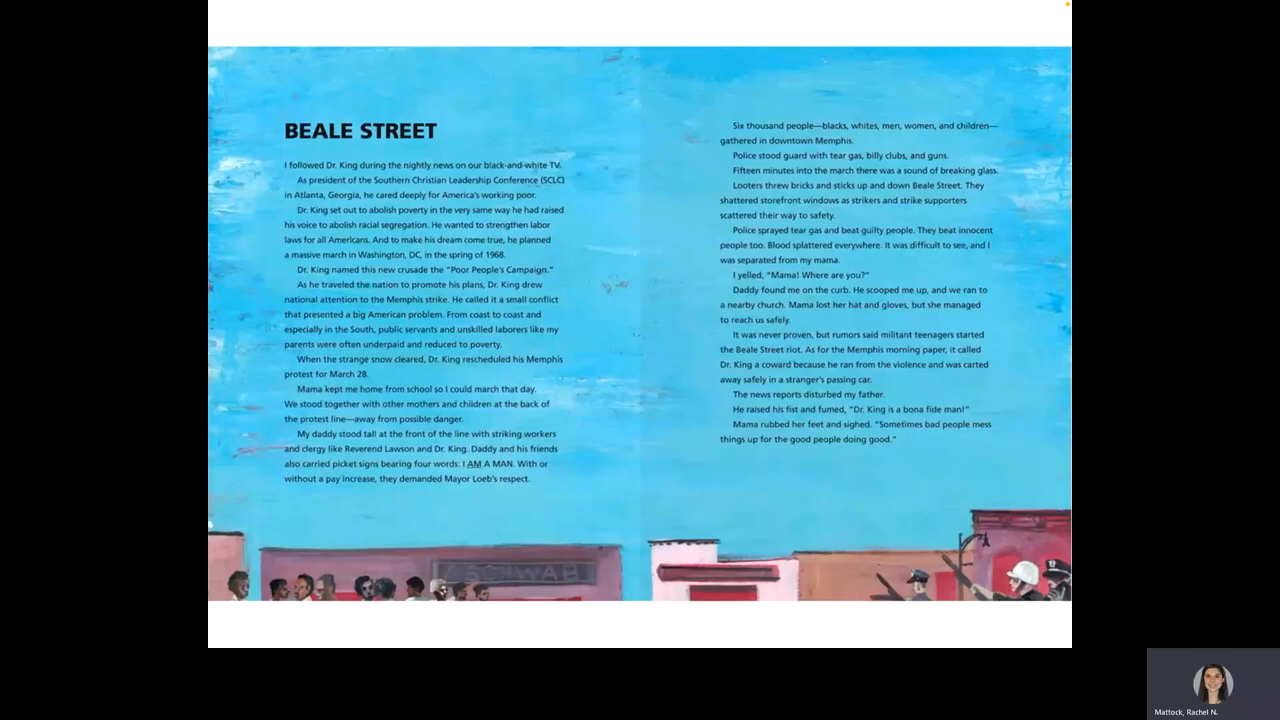 BEALE STREET
I followed Dr. King during the nightly news on our black-and-white TV.
As president of the Southern Christian Leadership Conference (SCLC)
in Atlanta, Georgia, he cared deeply for America's working poor.
Dr. King set out to abolish poverty in the very same way he had raised
his voice to abolish racial segregation. He wanted to strengthen labor
laws for all Americans. And to make his dream come true, he planned
a massive march in Washington, DC, in the spring of 1968.
Dr. King named this new crusade the "Poor People's Campaign."
As he traveled the nation to promote his plans, Dr. King drew
national attention to the Memphis strike. He called it a small conflict
that presented a big American problem. From coast to coast and
especially in the South, public servants and unskilled laborers like my
parents were often underpaid and reduced to poverty.
When the strange snow cleared, Dr. King rescheduled his Memphis
protest for March 28.
Mama kept me home from school so I could march that day.
We stood together with other mothers and children at the back of
the protest line—away from possible danger.
My daddy stood tall at the front of the line with striking workers
and clergy like Reverend Lawson and Dr. King. Daddy and his friends
also carried picket signs bearing four words: I AM A MAN. With or
without a pay increase, they demanded Mayor Loeb's respect.
Six thousand people—blacks, whites, men, women, and children—
gathered in downtown Memphis.
Police stood guard with tear gas, billy clubs, and guns.
Fifteen minutes into the march there was a sound of breaking glass.
Looters threw bricks and sticks up and down Beale Street. They
shattered storefront windows as strikers and strike supporters
scattered their way to safety.
Police sprayed tear gas and beat guilty people. They beat innocent
people too. Blood splattered everywhere. It was difficult to see, and I
was separated from my mama.
I yelled, "Mama! Where are you?"
Daddy found me on the curb. He scooped me up, and we ran to
a nearby church. Mama lost her hat and gloves, but she managed
to reach us safely.
It was never proven, but rumors said militant teenagers started
the Beale Street riot. As for the Memphis morning paper, it called
Dr. King a coward because he ran from the violence and was carted
away safely in a stranger's passing car.
The news reports disturbed my father.
He raised his fist and fumed, "Dr. King is a bona fide man!"
Mama rubbed her feet and sighed. "Sometimes bad people mess
things up for the good people doing good."
SCHWAB
Mattock, Rachel N.